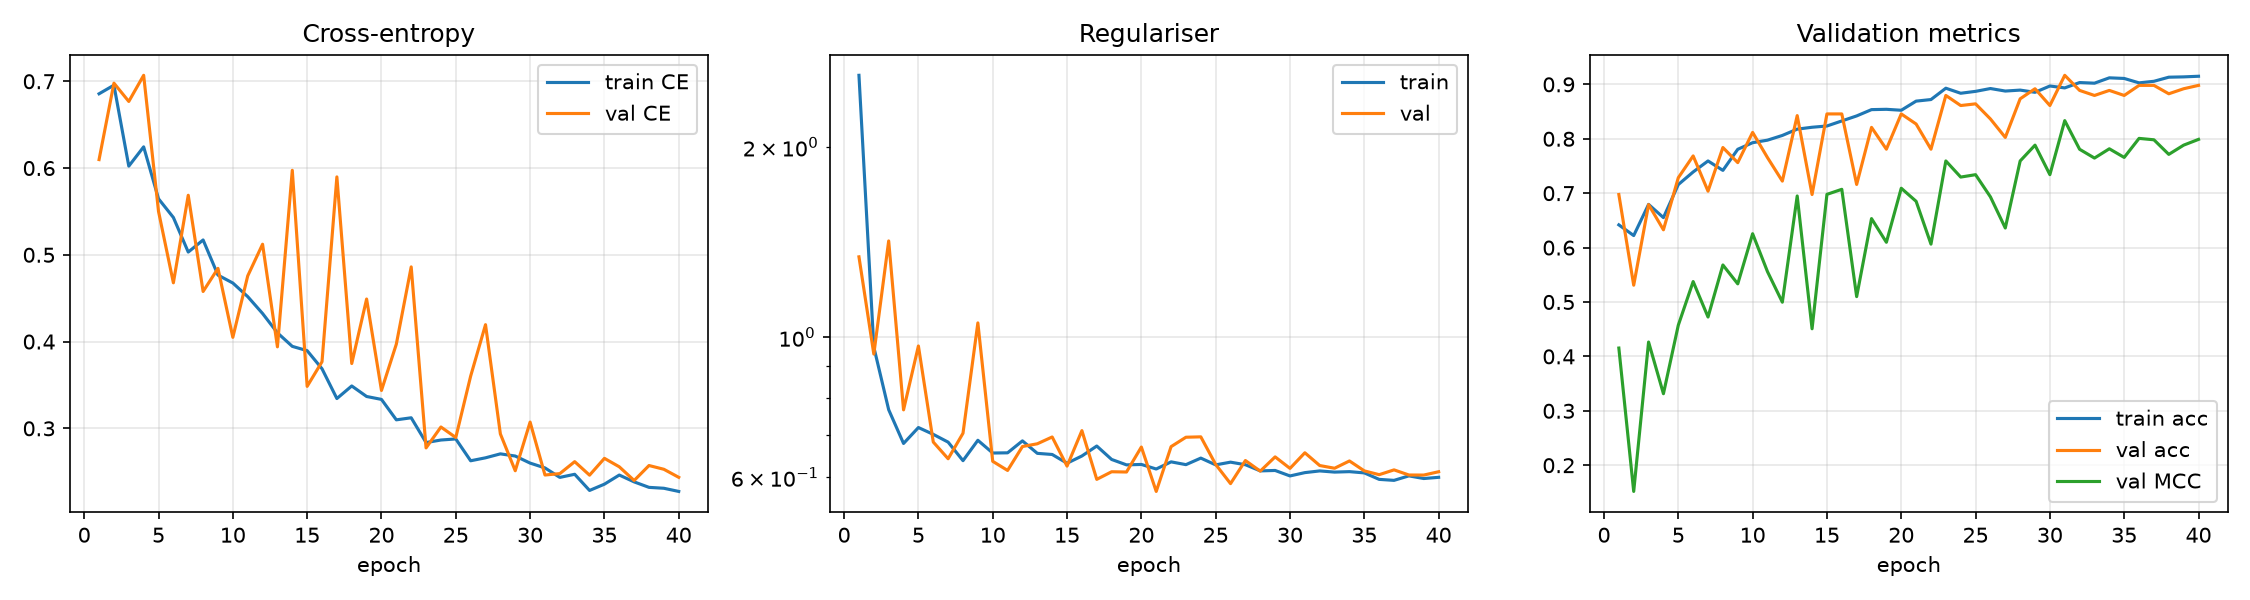 Cross-entropy
0.7
0.6
0.5
0.4
0.3
train CE
val CE
0 5 10 15 20 25 30 35 40
epoch
Regulariser
2 × 10⁰
10⁰
6 × 10⁻¹
train
val
0 5 10 15 20 25 30 35 40
epoch
Validation metrics
0.9
0.8
0.7
0.6
0.5
0.4
0.3
0.2
train acc
val acc
val MCC
0 5 10 15 20 25 30 35 40
epoch